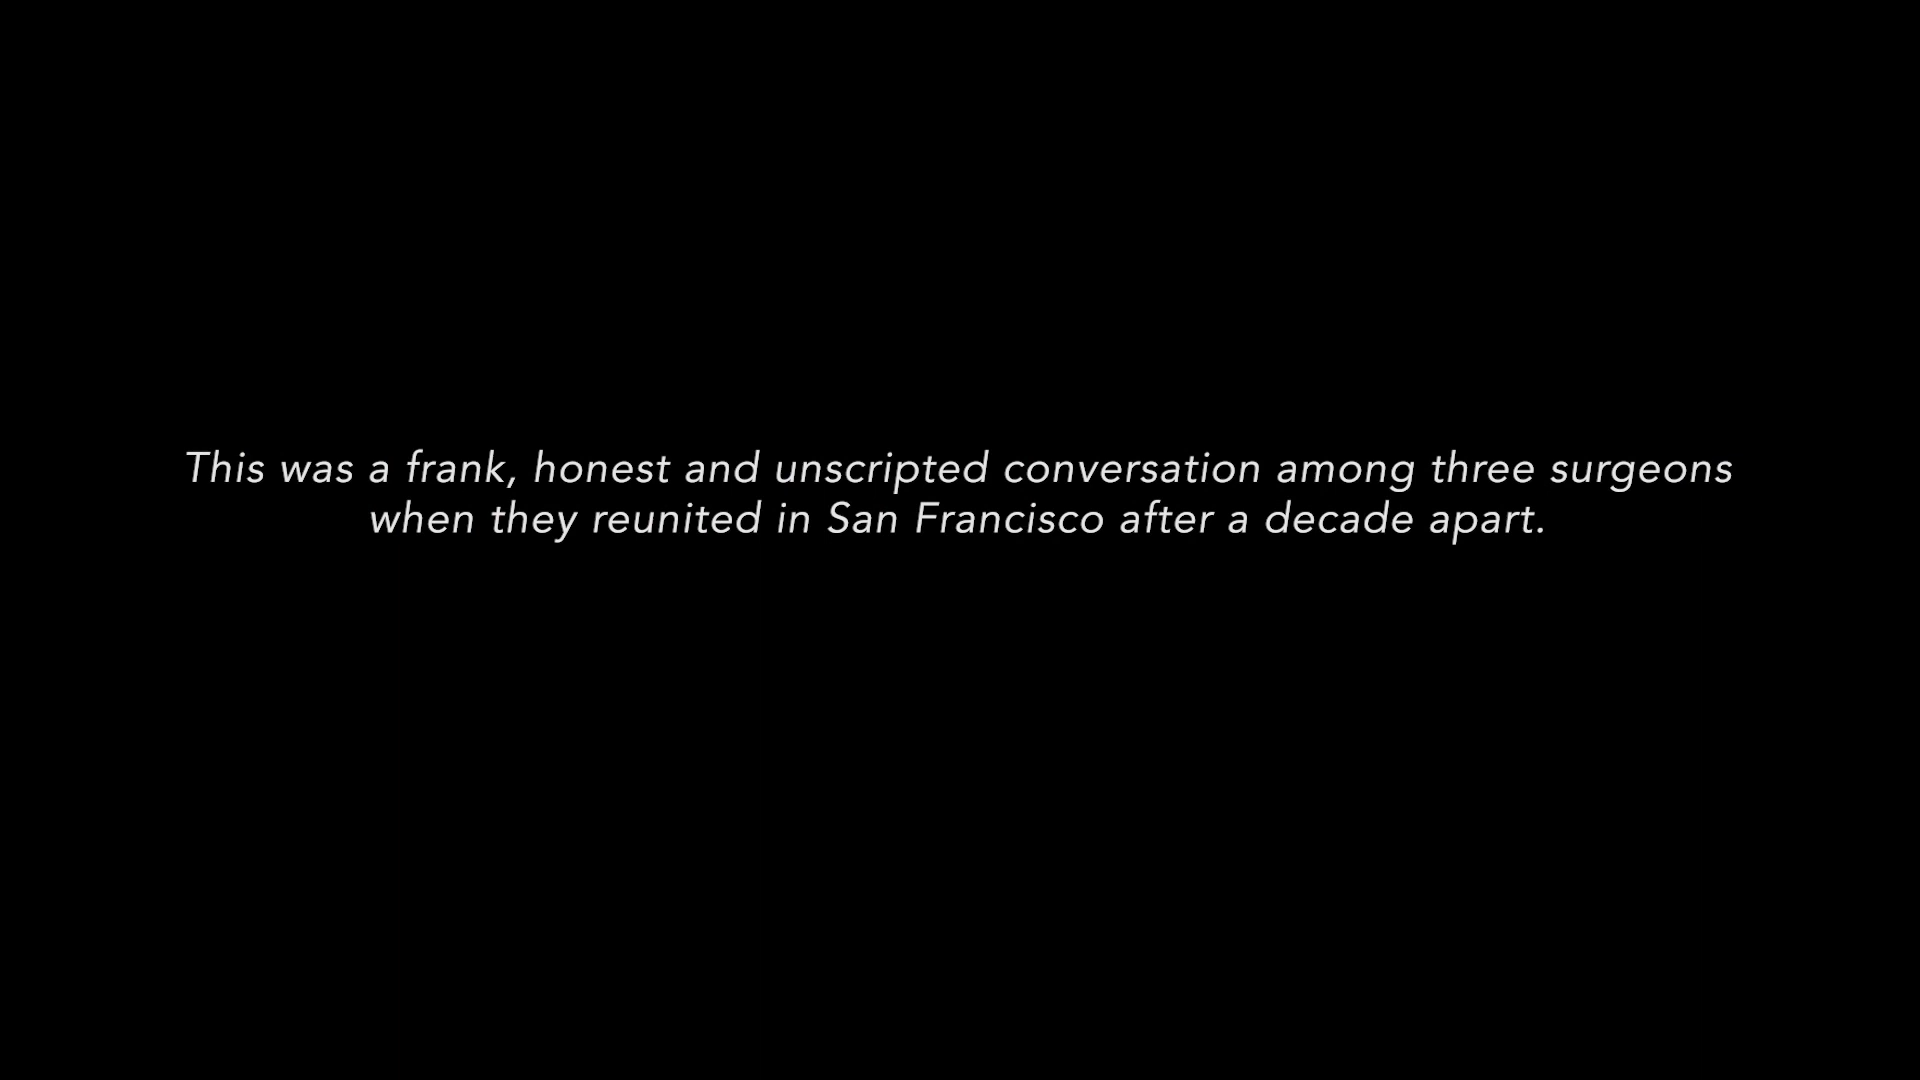 This was a frank, honest and unscripted conversation among three surgeons
when they reunited in San Francisco after a decade apart.